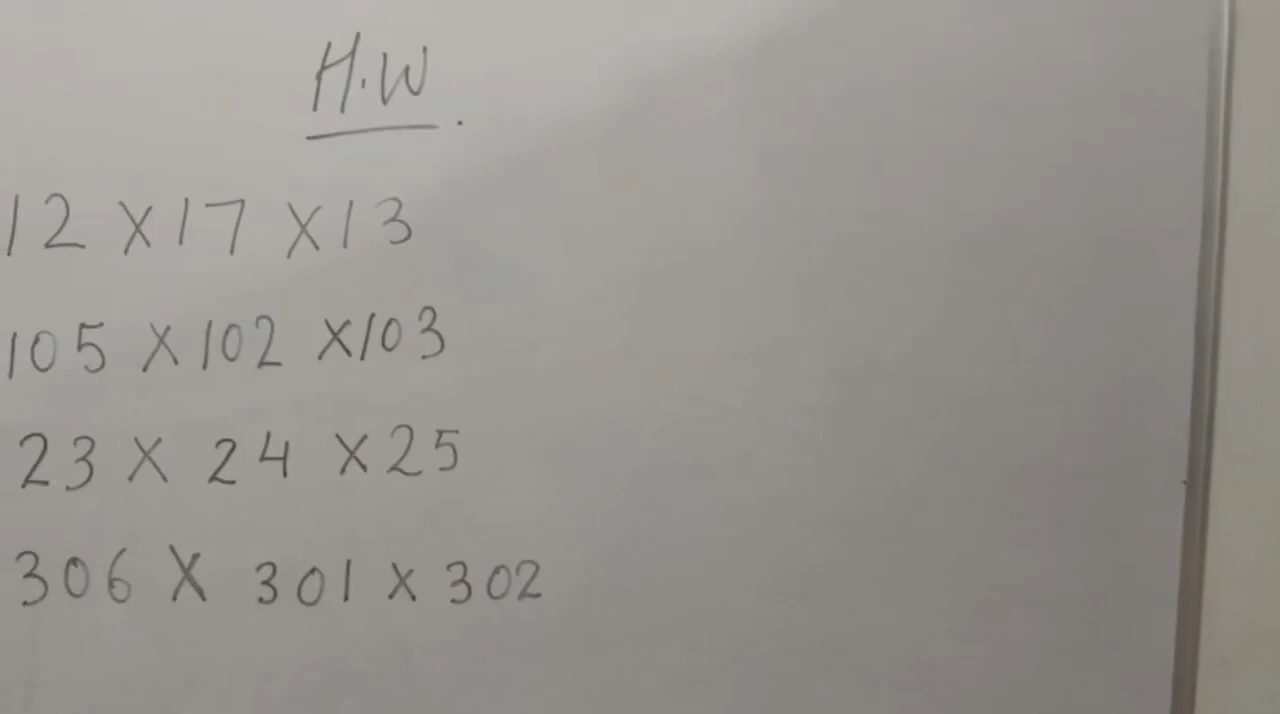 H.W.
12 X 17 X 13
105 X 102 X 103
23 X 24 X 25
306 X 301 X 302